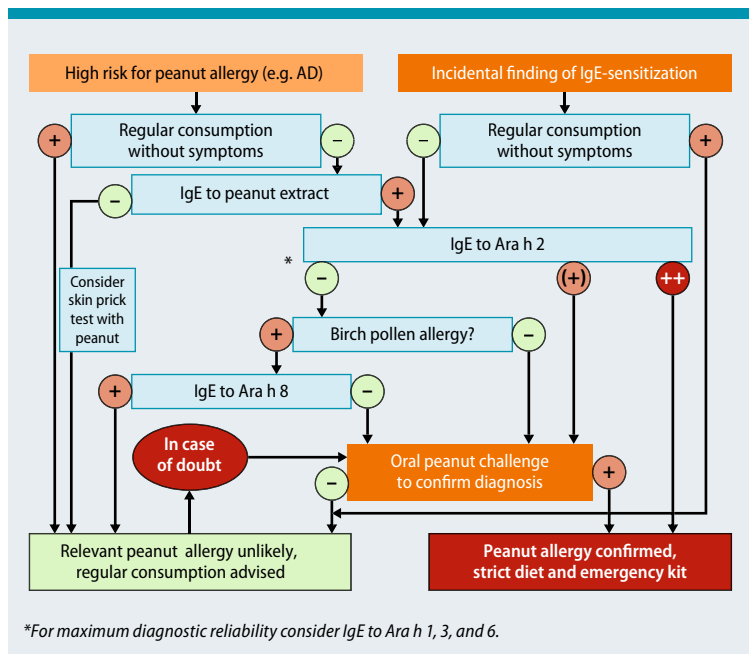 High risk for peanut allergy (e.g. AD)
Incidental finding of IgE-sensitization
+
Regular consumption
without symptoms
–
–
Regular consumption
without symptoms
+
–
IgE to peanut extract
+
IgE to Ara h 2
*
–
(+)
++
Consider
skin prick
test with
peanut
+
Birch pollen allergy?
–
+
IgE to Ara h 8
–
In case
of doubt
Oral peanut challenge
to confirm diagnosis
–
+
Relevant peanut allergy unlikely,
regular consumption advised
Peanut allergy confirmed,
strict diet and emergency kit
*For maximum diagnostic reliability consider IgE to Ara h 1, 3, and 6.